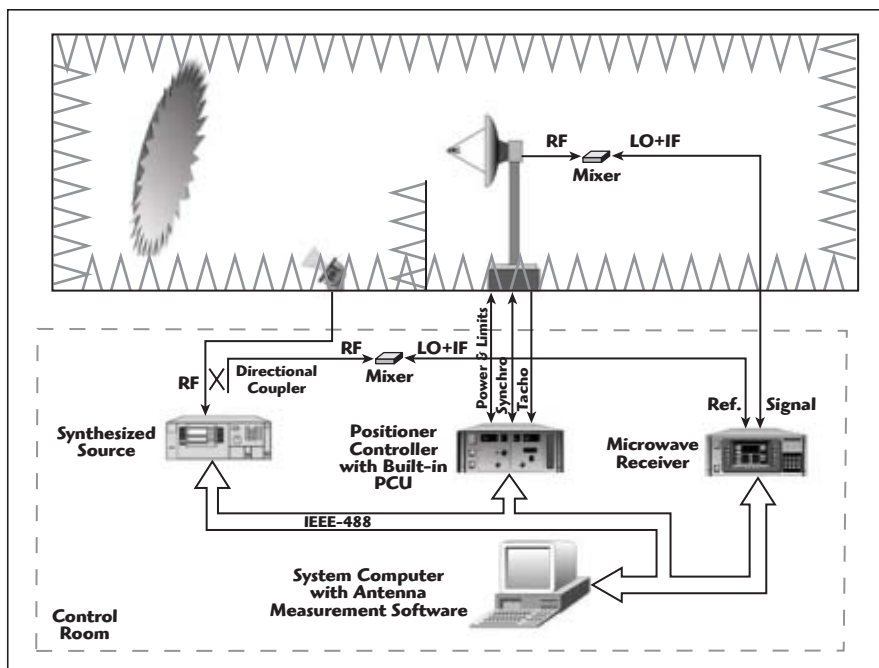 RF
LO+IF
Mixer
Power & Limits
Synchro
Tacho
RF
LO+IF
Directional
Coupler
Mixer
RF
Ref.
Signal
Synthesized
Source
Positioner
Controller
with Built-in
PCU
Microwave
Receiver
IEEE-488
System Computer
with Antenna
Measurement Software
Control
Room